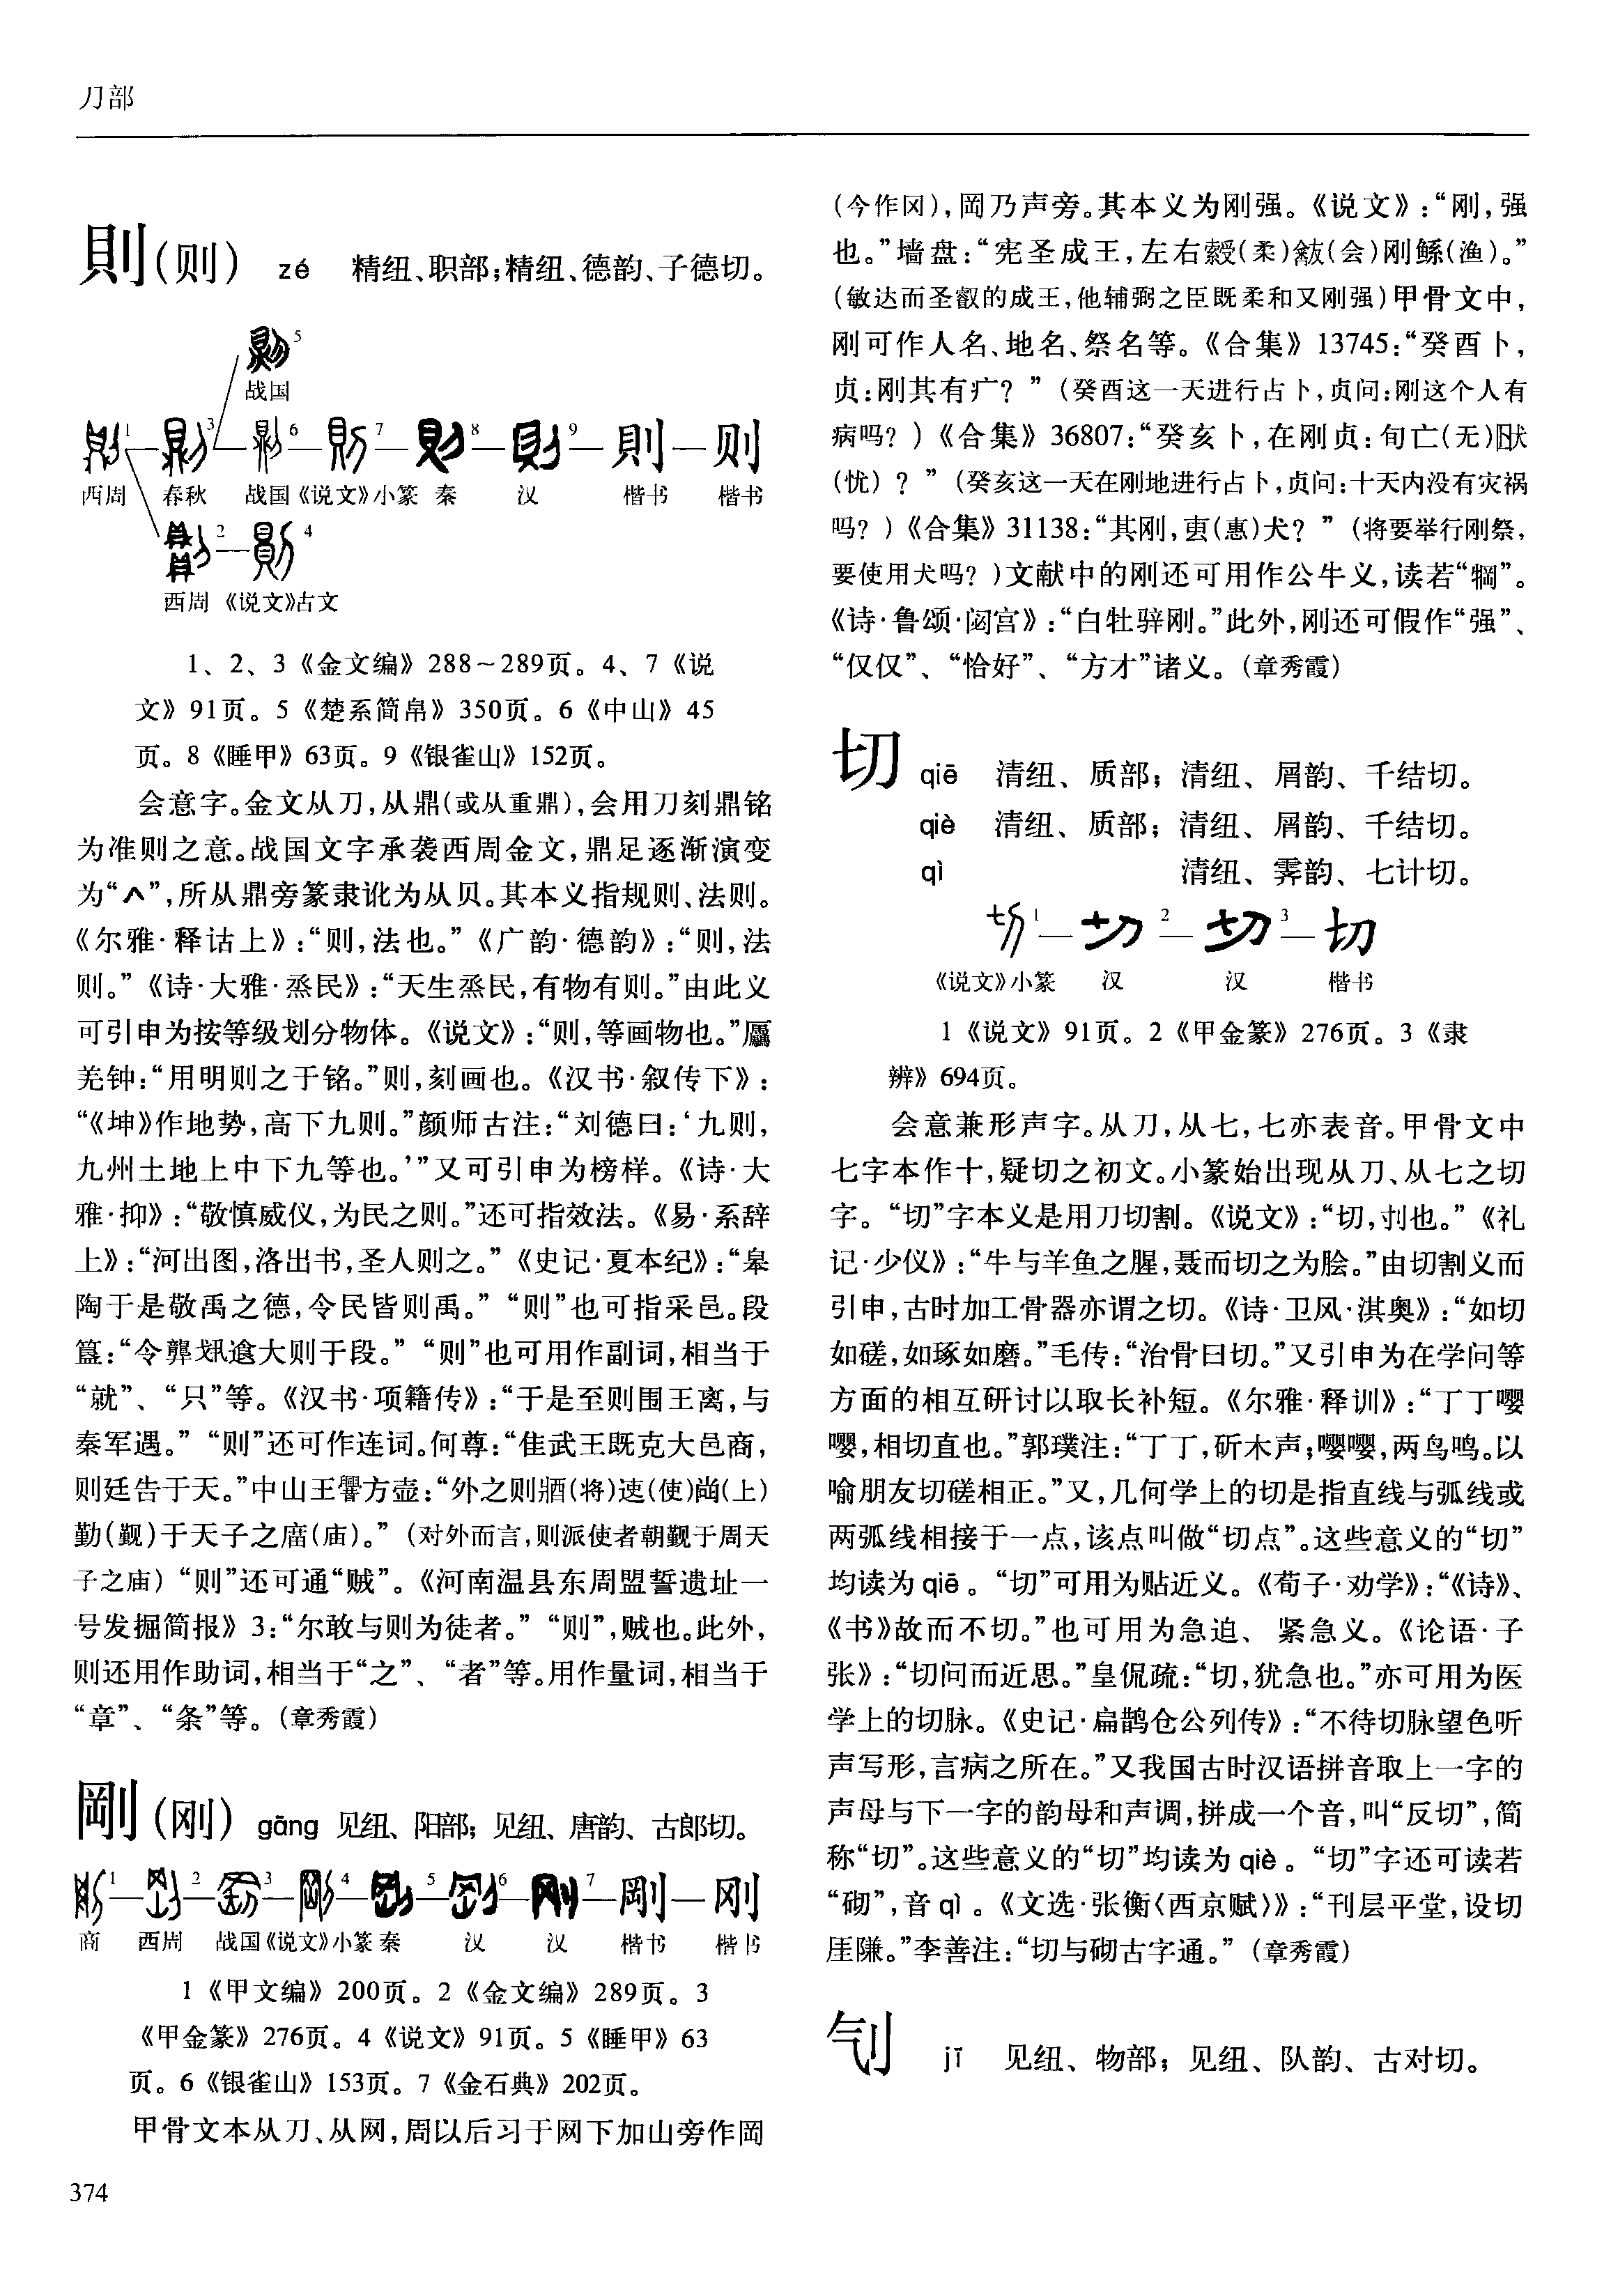 刀部
則(则) zé 精纽、职部;精纽、德韵、子德切。
5
战国
1 3 6 7 8 9 則 则
西周 春秋 战国《说文》小篆 秦 汉 楷书 楷书
2 4
西周 《说文》古文
1、2、3《金文编》288~289页。4、7《说
文》91页。5《楚系简帛》350页。6《中山》45
页。8《睡甲》63页。9《银雀山》152页。
会意字。金文从刀,从鼎(或从重鼎),会用刀刻鼎铭
为准则之意。战国文字承袭西周金文,鼎足逐渐演变
为“”,所从鼎旁篆隶讹为从贝。其本义指规则、法则。
《尔雅·释诂上》:“则,法也。”《广韵·德韵》:“则,法
则。”《诗·大雅·烝民》:“天生烝民,有物有则。”由此义
可引申为按等级划分物体。《说文》:“则,等画物也。”
羌钟:“用明则之于铭。”则,刻画也。《汉书·叙传下》:
“《坤》作地势,高下九则。”颜师古注:“刘德曰:‘九则,
九州土地上中下九等也。’”又可引申为榜样。《诗·大
雅·抑》:“敬慎威仪,为民之则。”还可指效法。《易·系辞
上》:“河出图,洛出书,圣人则之。”《史记·夏本纪》:“皋
陶于是敬禹之德,令民皆则禹。”“则”也可指采邑。段
簋:“令龏遣大则于段。”“则”也可用作副词,相当于
“就”、“只”等。《汉书·项籍传》:“于是至则围王离,与
秦军遇。”“则”还可作连词。何尊:“隹武王既克大邑商,
则廷告于天。”中山王方壶:“外之则(将)速(使)尚(上)
勤(觐)于天子之庙(庙)。”(对外而言,则派使者朝觐于周天
子之庙)“则”还可通“贼”。《河南温县东周盟誓遗址一
号发掘简报》3:“尔敢与则为徒者。”“则”,贼也。此外,
则还用作助词,相当于“之”、“者”等。用作量词,相当于
“章”、“条”等。(章秀霞)
剛(刚) gāng 见纽、阳部;见纽、唐韵、古郎切。
1 2 3 4 5 6 7 剛 刚
商 西周 战国《说文》小篆 秦 汉 汉 楷书 楷书
1《甲文编》200页。2《金文编》289页。3
《甲金篆》276页。4《说文》91页。5《睡甲》63
页。6《银雀山》153页。7《金石典》202页。
甲骨文本从刀、从网,周以后习于网下加山旁作岡
374
(今作冈),岡乃声旁。其本义为刚强。《说文》:“刚,强
也。”墙盘:“宪圣成王,左右(柔)(会)刚鲧(渔)。”
(敏达而圣叡的成王,他辅弼之臣既柔和又刚强)甲骨文中,
刚可作人名、地名、祭名等。《合集》13745:“癸酉卜,
贞:刚其有疒?”(癸酉这一天进行占卜,贞问:刚这个人有
病吗?)《合集》36807:“癸亥卜,在刚贞:旬亡(无)
(忧)?”(癸亥这一天在刚地进行占卜,贞问:十天内没有灾祸
吗?)《合集》31138:“其刚,叀(惠)犬?”(将要举行刚祭,
要使用犬吗?)文献中的刚还可用作公牛义,读若“犅”。
《诗·鲁颂·閟宫》:“白牡骍刚。”此外,刚还可假作“强”、
“仅仅”、“恰好”、“方才”诸义。(章秀霞)
切 qiē 清纽、质部;清纽、屑韵、千结切。
qiè 清纽、质部;清纽、屑韵、千结切。
qì 清纽、霁韵、七计切。
1 2 3 切
《说文》小篆 汉 汉 楷书
1《说文》91页。2《甲金篆》276页。3《隶
辨》694页。
会意兼形声字。从刀,从七,七亦表音。甲骨文中
七字本作十,疑切之初文。小篆始出现从刀、从七之切
字。“切”字本义是用刀切割。《说文》:“切,刌也。”《礼
记·少仪》:“牛与羊鱼之腥,聂而切之为脍。”由切割义而
引申,古时加工骨器亦谓之切。《诗·卫风·淇奥》:“如切
如磋,如琢如磨。”毛传:“治骨曰切。”又引申为在学问等
方面的相互研讨以取长补短。《尔雅·释训》:“丁丁嘤
嘤,相切直也。”郭璞注:“丁丁,斫木声;嘤嘤,两鸟鸣。以
喻朋友切磋相正。”又,几何学上的切是指直线与弧线或
两弧线相接于一点,该点叫做“切点”。这些意义的“切”
均读为 qiē。“切”可用为贴近义。《荀子·劝学》:“《诗》、
《书》故而不切。”也可用为急迫、紧急义。《论语·子
张》:“切问而近思。”皇侃疏:“切,犹急也。”亦可用为医
学上的切脉。《史记·扁鹊仓公列传》:“不待切脉望色听
声写形,言病之所在。”又我国古时汉语拼音取上一字的
声母与下一字的韵母和声调,拼成一个音,叫“反切”,简
称“切”。这些意义的“切”均读为 qiè。“切”字还可读若
“砌”,音 qì。《文选·张衡〈西京赋〉》:“刊层平堂,设切
厓隒。”李善注:“切与砌古字通。”(章秀霞)
刏 jī 见纽、物部;见纽、队韵、古对切。